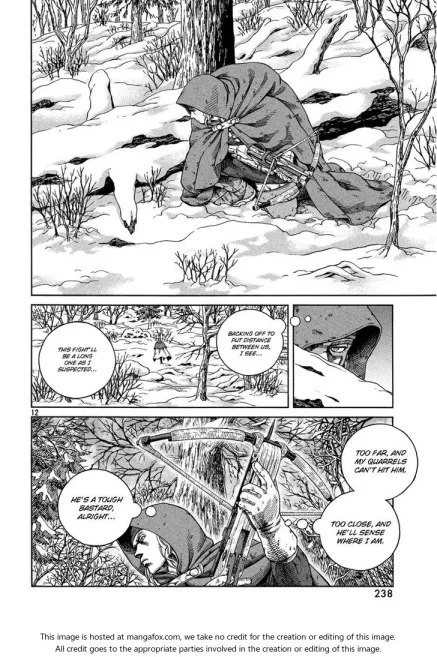 BACKING OFF TO
PUT DISTANCE
BETWEEN US,
I SEE...
THIS FIGHT'LL
BE A LONG
ONE AS I
SUSPECTED...
12
TOO FAR, AND
MY QUARRELS
CAN'T HIT HIM.
TOO CLOSE, AND
HE'LL SENSE
WHERE I AM.
HE'S A TOUGH
BASTARD,
ALRIGHT...
238
This image is hosted at mangafox.com, we take no credit for the creation or editing of this image.
All credit goes to the appropriate parties involved in the creation or editing of this image.